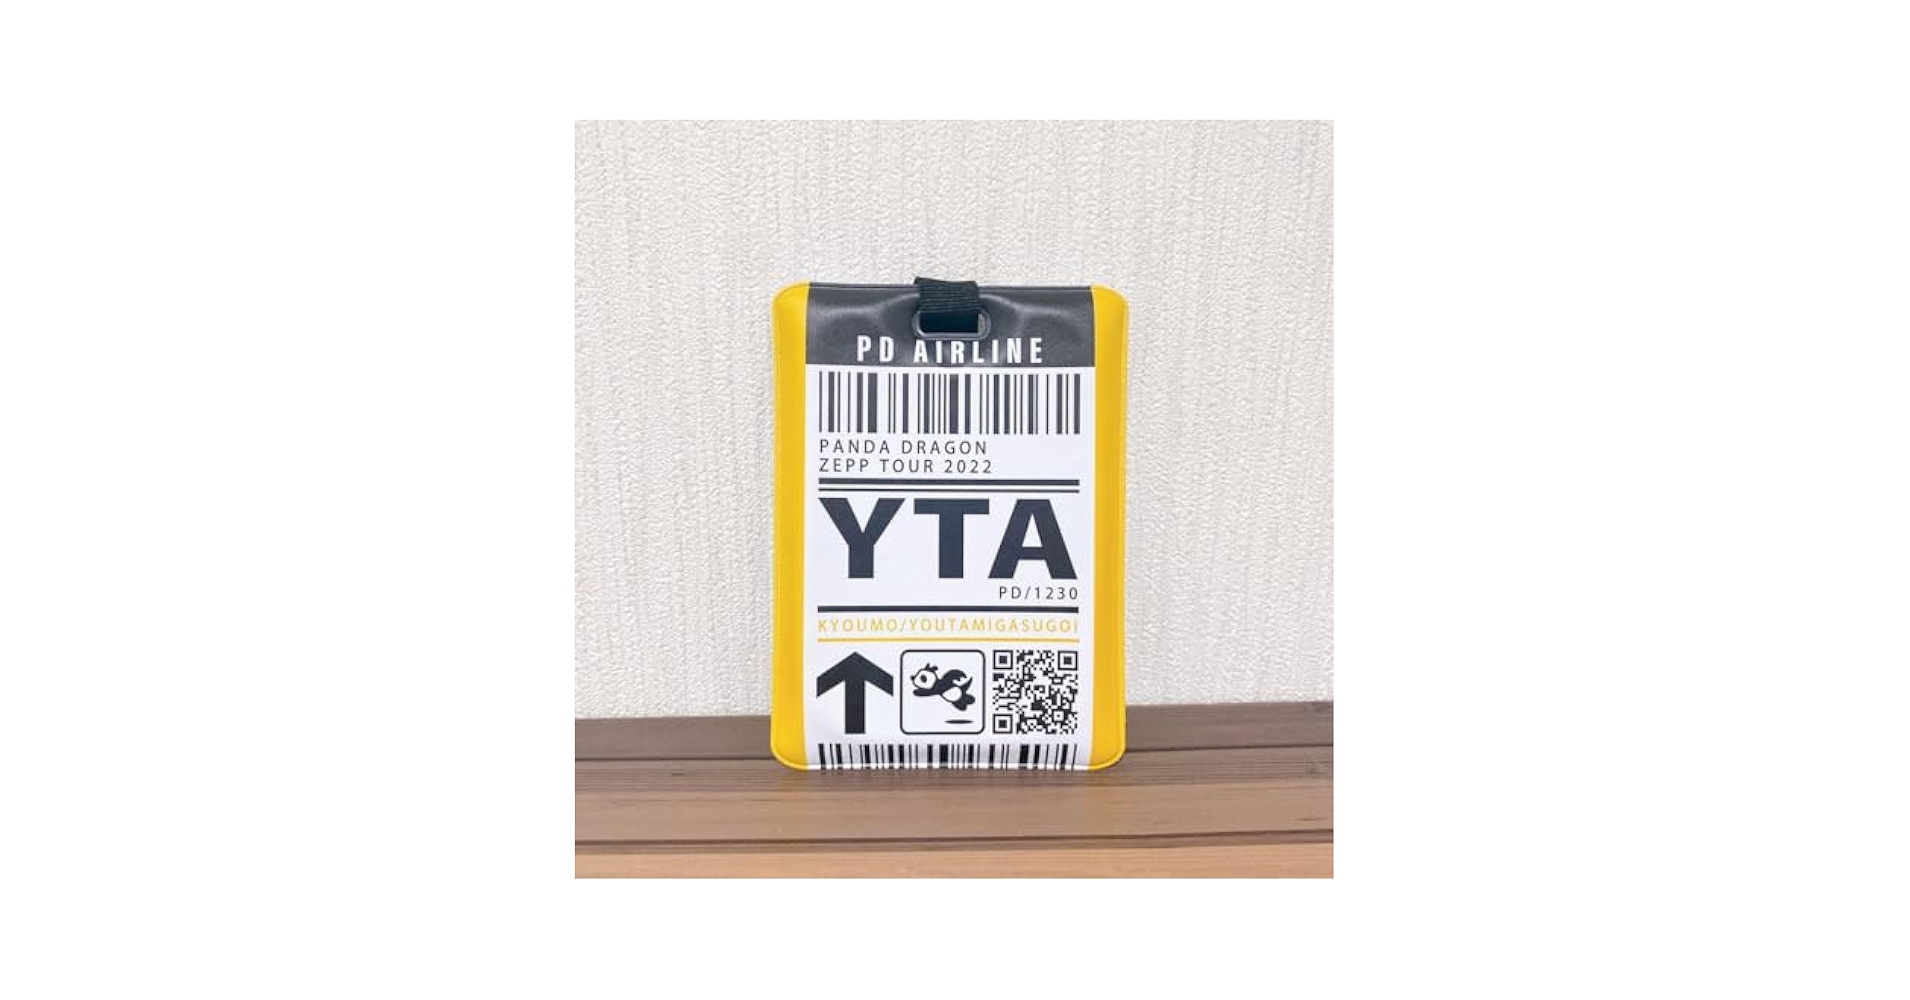 PD AIRLINE
PANDA DRAGON
ZEPP TOUR 2022
YTA
PD/1230
KYOUMO/YOUTAMIGASUGOI